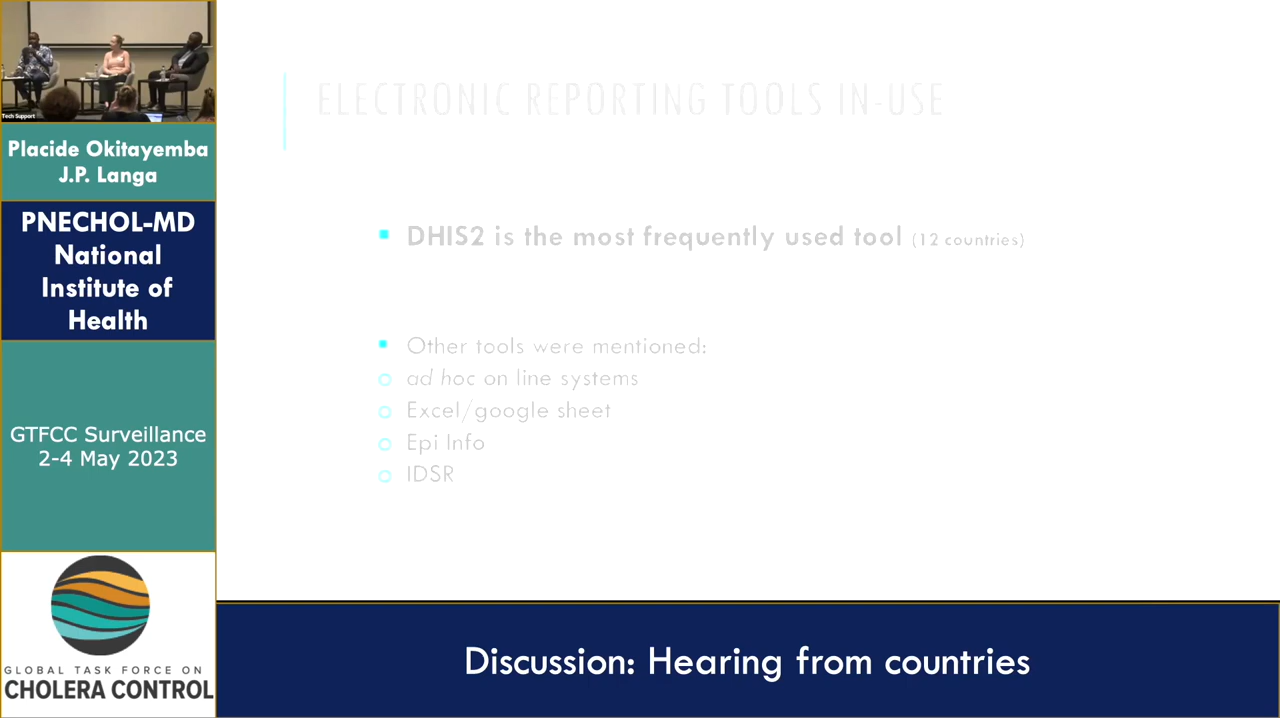 Tech Support
Placide Okitayemba
J.P. Langa
PNECHOL-MD
National
Institute of
Health
GTFCC Surveillance
2-4 May 2023
GLOBAL TASK FORCE ON
CHOLERA CONTROL
ELECTRONIC REPORTING TOOLS IN-USE
DHIS2 is the most frequently used tool (12 countries)
Other tools were mentioned:
ad hoc on line systems
Excel/google sheet
Epi Info
IDSR
Discussion: Hearing from countries